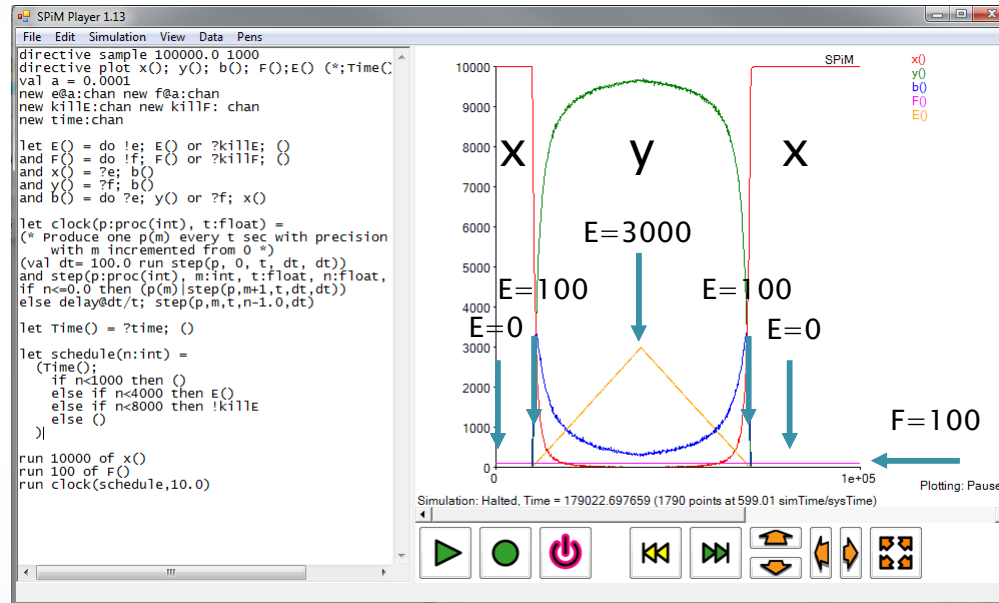 SPiM Player 1.13
File Edit Simulation View Data Pens
directive sample 100000.0 1000
directive plot x(); y(); b(); F();E() (*;Time(
val a = 0.0001
new e@a:chan new f@a:chan
new killE:chan new killF: chan
new time:chan
let E() = do !e; E() or ?killE; ()
and F() = do !f; F() or ?killF; ()
and x() = ?e; b()
and y() = ?f; b()
and b() = do ?e; y() or ?f; x()
let clock(p:proc(int), t:float) =
(* Produce one p(m) every t sec with precision
with m incremented from 0 *)
(val dt= 100.0 run step(p, 0, t, dt, dt))
and step(p:proc(int), m:int, t:float, n:float,
if n<=0.0 then (p(m)|step(p,m+1,t,dt,dt))
else delay@dt/t; step(p,m,t,n-1.0,dt)
let Time() = ?time; ()
let schedule(n:int) =
(Time();
if n<1000 then ()
else if n<4000 then E()
else if n<8000 then !killE
else ()
)
run 10000 of x()
run 100 of F()
run clock(schedule,10.0)
SPiM
x()
y()
b()
F()
E()
10000
9000
8000
7000
6000
5000
4000
3000
2000
1000
0
0
1e+05
x
y
x
E=3000
E=100
E=100
E=0
E=0
F=100
Plotting: Pause
Simulation: Halted, Time = 179022.697659 (1790 points at 599.01 simTime/sysTime)